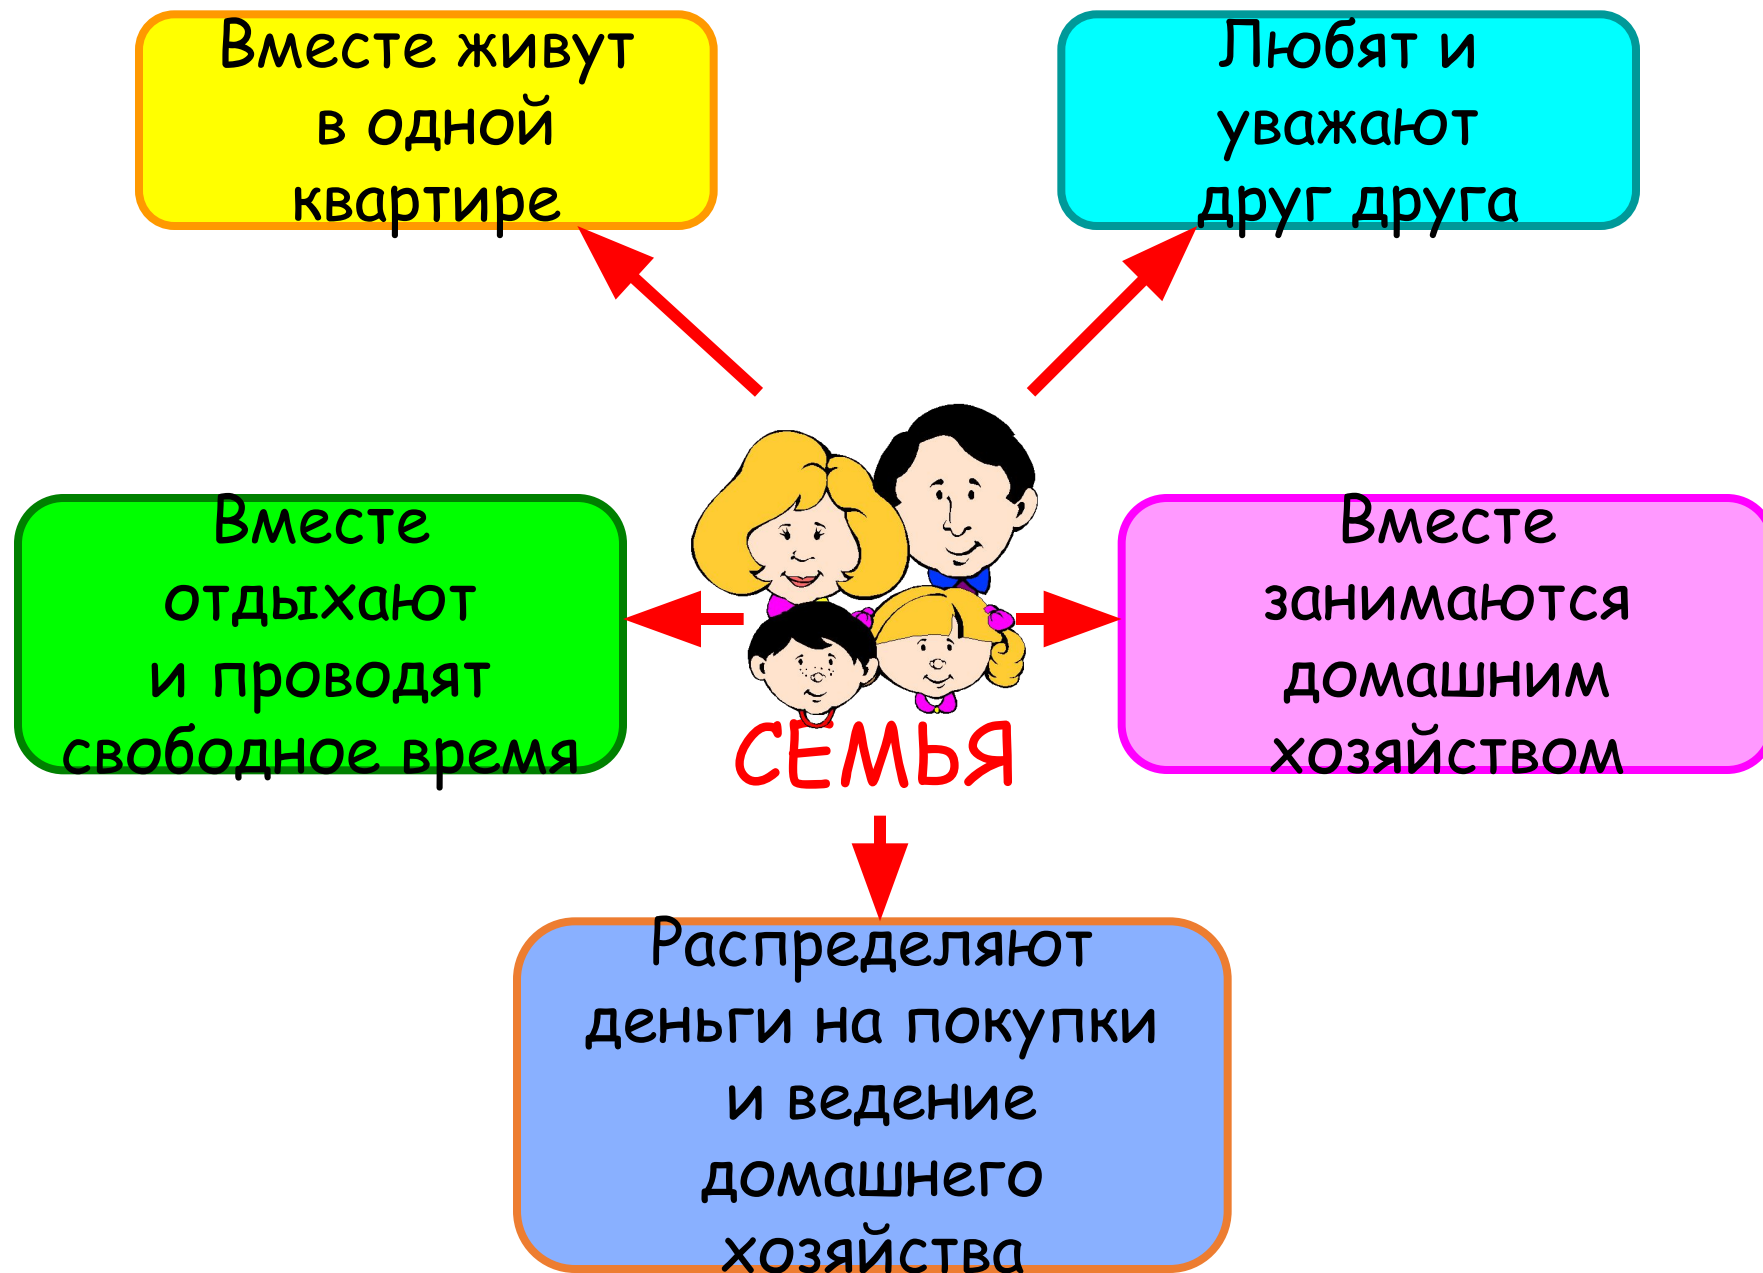 Вместе живут
в одной
квартире
Любят и
уважают
друг друга
Вместе
отдыхают
и проводят
свободное время
Вместе
занимаются
домашним
хозяйством
СЕМЬЯ
Распределяют
деньги на покупки
и ведение
домашнего
хозяйства